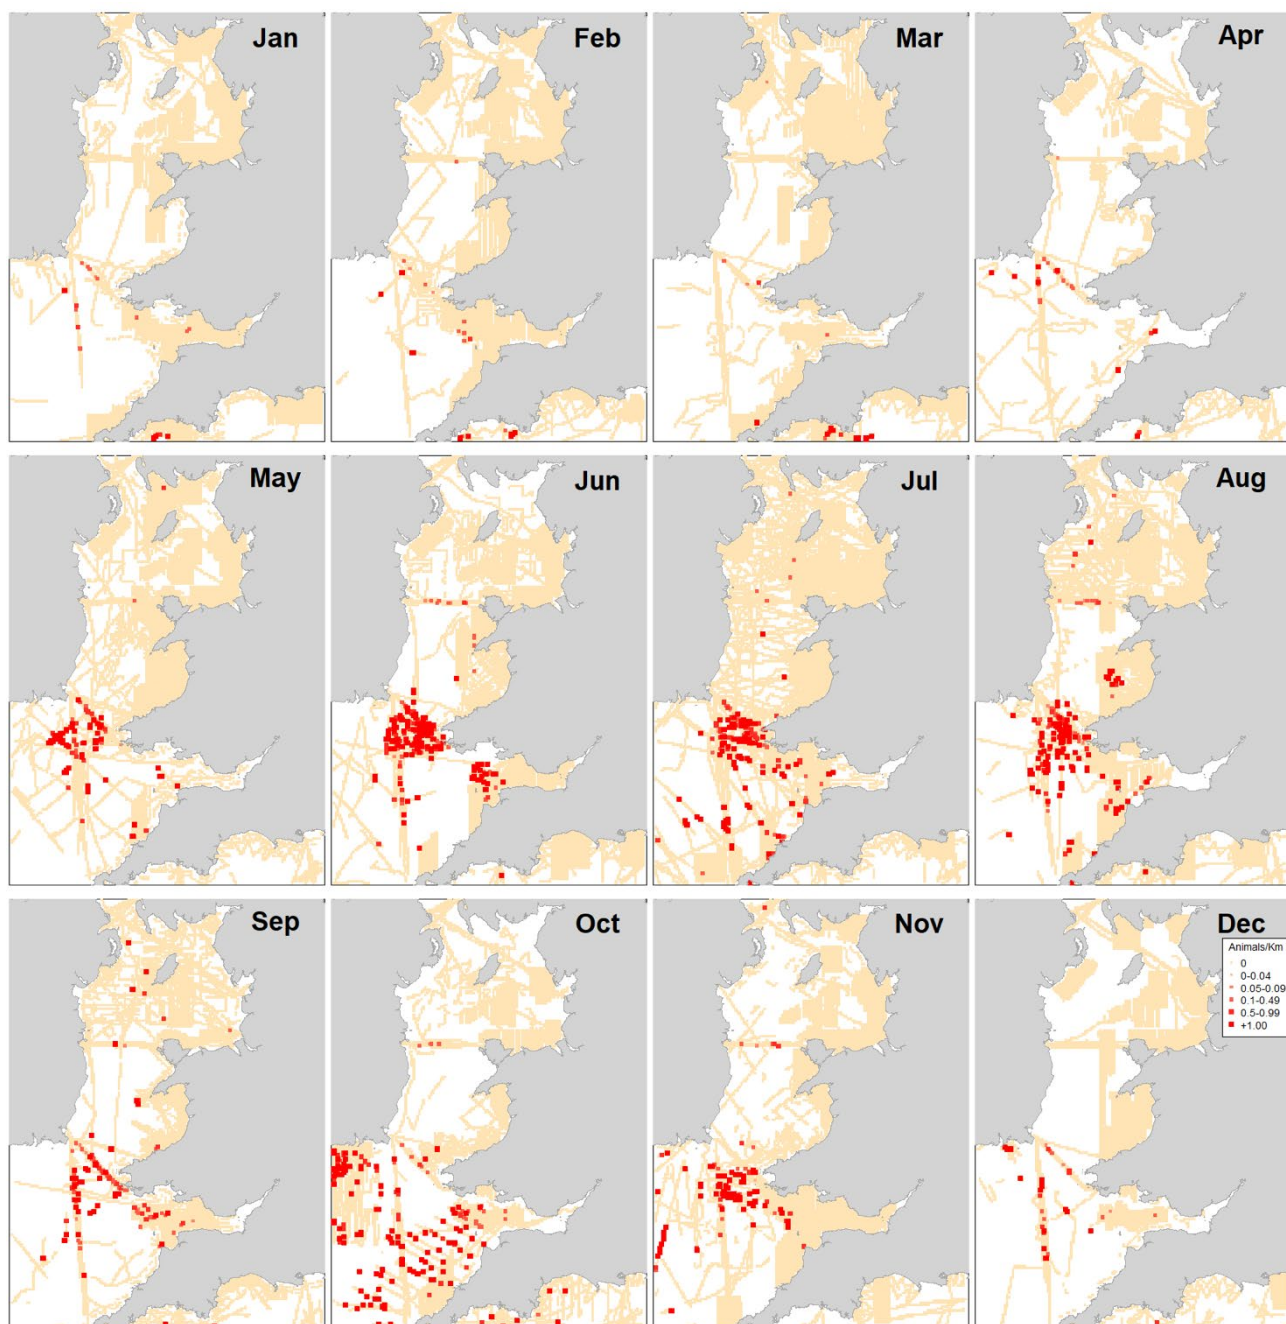 Jan
Feb
Mar
Apr
May
Jun
Jul
Aug
Sep
Oct
Nov
Dec
Animals/Km
0
0-0.04
0.05-0.09
0.1-0.49
0.5-0.99
+1.00